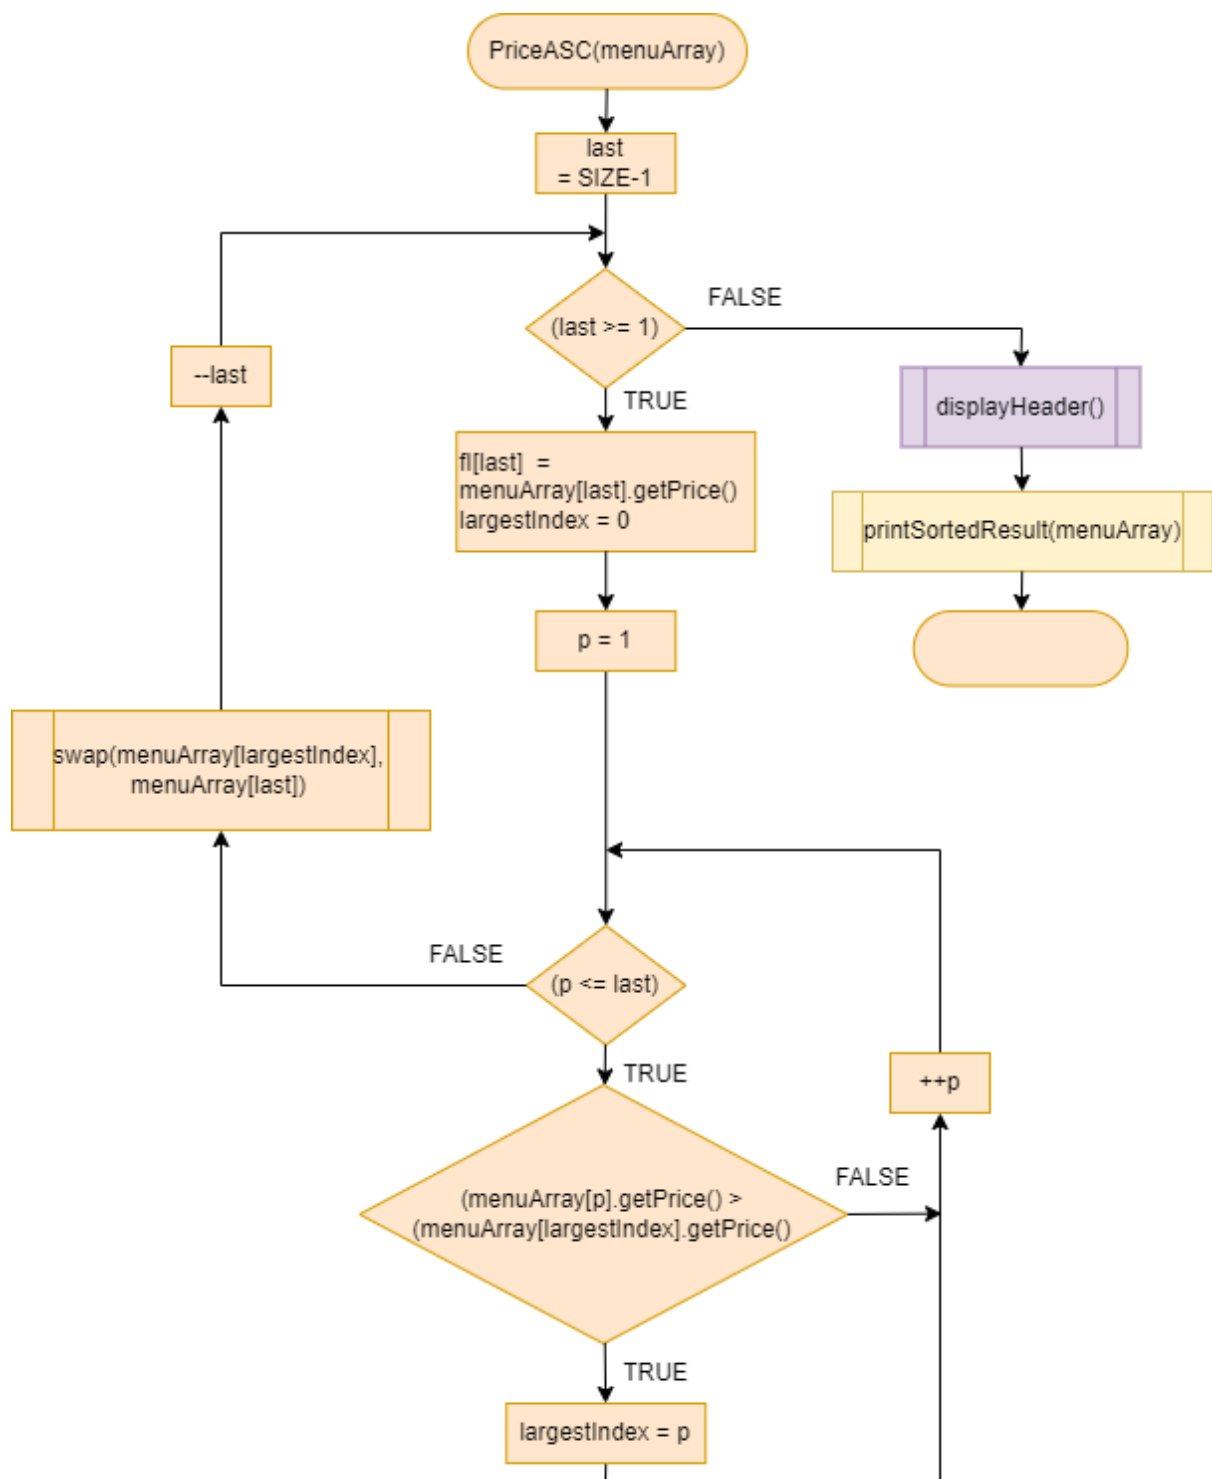 PriceASC(menuArray)
last
= SIZE-1
FALSE
(last >= 1)
--last
TRUE
displayHeader()
fl[last] =
menuArray[last].getPrice()
largestIndex = 0
printSortedResult(menuArray)
p = 1
swap(menuArray[largestIndex],
menuArray[last])
FALSE
(p <= last)
TRUE
++p
FALSE
(menuArray[p].getPrice() >
(menuArray[largestIndex].getPrice()
TRUE
largestIndex = p